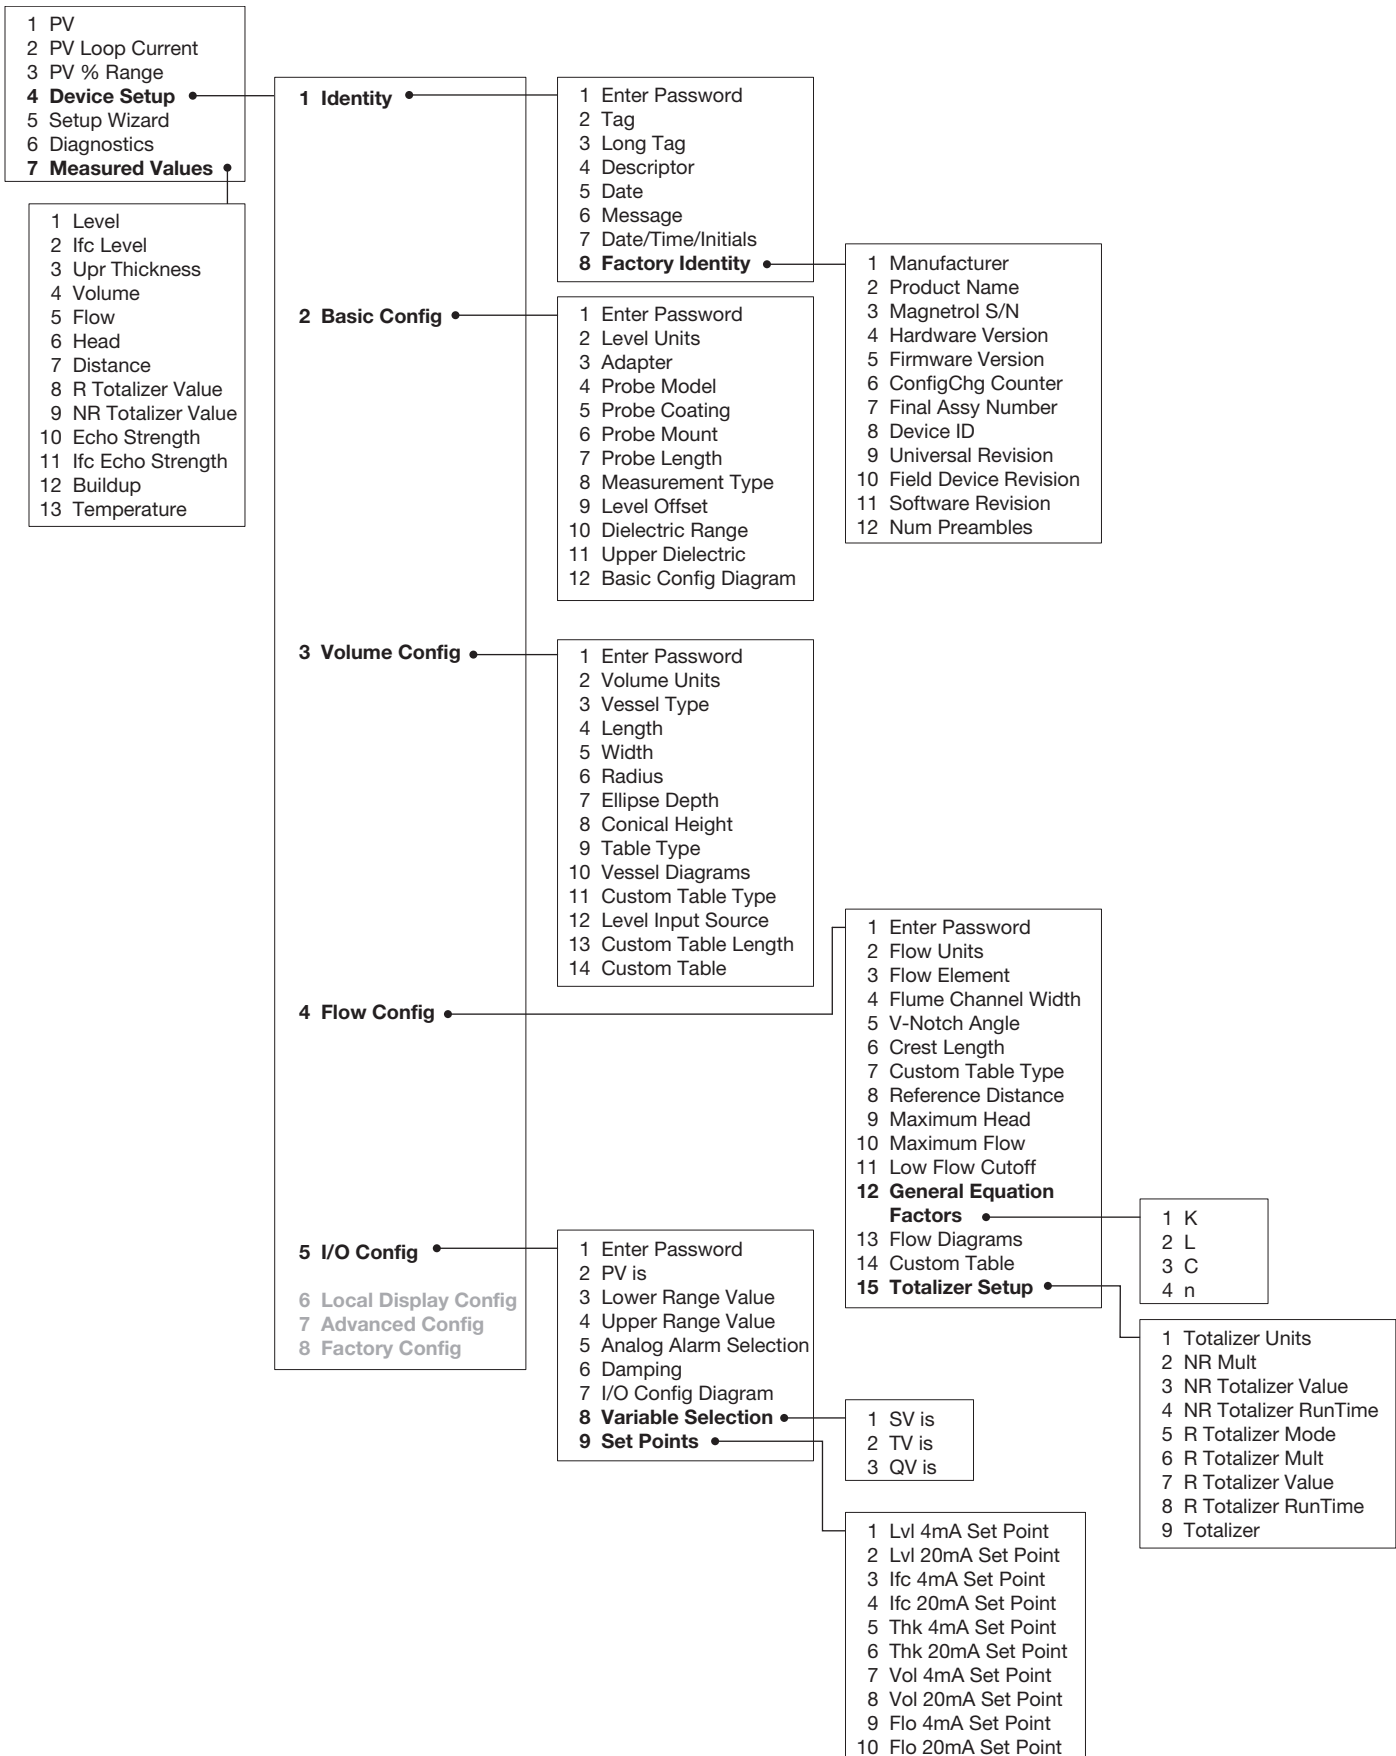 1 PV
2 PV Loop Current
3 PV % Range
4 Device Setup
5 Setup Wizard
6 Diagnostics
7 Measured Values
1 Level
2 Ifc Level
3 Upr Thickness
4 Volume
5 Flow
6 Head
7 Distance
8 R Totalizer Value
9 NR Totalizer Value
10 Echo Strength
11 Ifc Echo Strength
12 Buildup
13 Temperature
1 Identity
2 Basic Config
3 Volume Config
4 Flow Config
5 I/O Config
6 Local Display Config
7 Advanced Config
8 Factory Config
1 Enter Password
2 Tag
3 Long Tag
4 Descriptor
5 Date
6 Message
7 Date/Time/Initials
8 Factory Identity
1 Manufacturer
2 Product Name
3 Magnetrol S/N
4 Hardware Version
5 Firmware Version
6 ConfigChg Counter
7 Final Assy Number
8 Device ID
9 Universal Revision
10 Field Device Revision
11 Software Revision
12 Num Preambles
1 Enter Password
2 Level Units
3 Adapter
4 Probe Model
5 Probe Coating
6 Probe Mount
7 Probe Length
8 Measurement Type
9 Level Offset
10 Dielectric Range
11 Upper Dielectric
12 Basic Config Diagram
1 Enter Password
2 Volume Units
3 Vessel Type
4 Length
5 Width
6 Radius
7 Ellipse Depth
8 Conical Height
9 Table Type
10 Vessel Diagrams
11 Custom Table Type
12 Level Input Source
13 Custom Table Length
14 Custom Table
1 Enter Password
2 Flow Units
3 Flow Element
4 Flume Channel Width
5 V-Notch Angle
6 Crest Length
7 Custom Table Type
8 Reference Distance
9 Maximum Head
10 Maximum Flow
11 Low Flow Cutoff
12 General Equation
Factors
13 Flow Diagrams
14 Custom Table
15 Totalizer Setup
1 K
2 L
3 C
4 n
1 Totalizer Units
2 NR Mult
3 NR Totalizer Value
4 NR Totalizer RunTime
5 R Totalizer Mode
6 R Totalizer Mult
7 R Totalizer Value
8 R Totalizer RunTime
9 Totalizer
1 Enter Password
2 PV is
3 Lower Range Value
4 Upper Range Value
5 Analog Alarm Selection
6 Damping
7 I/O Config Diagram
8 Variable Selection
9 Set Points
1 SV is
2 TV is
3 QV is
1 Lvl 4mA Set Point
2 Lvl 20mA Set Point
3 Ifc 4mA Set Point
4 Ifc 20mA Set Point
5 Thk 4mA Set Point
6 Thk 20mA Set Point
7 Vol 4mA Set Point
8 Vol 20mA Set Point
9 Flo 4mA Set Point
10 Flo 20mA Set Point